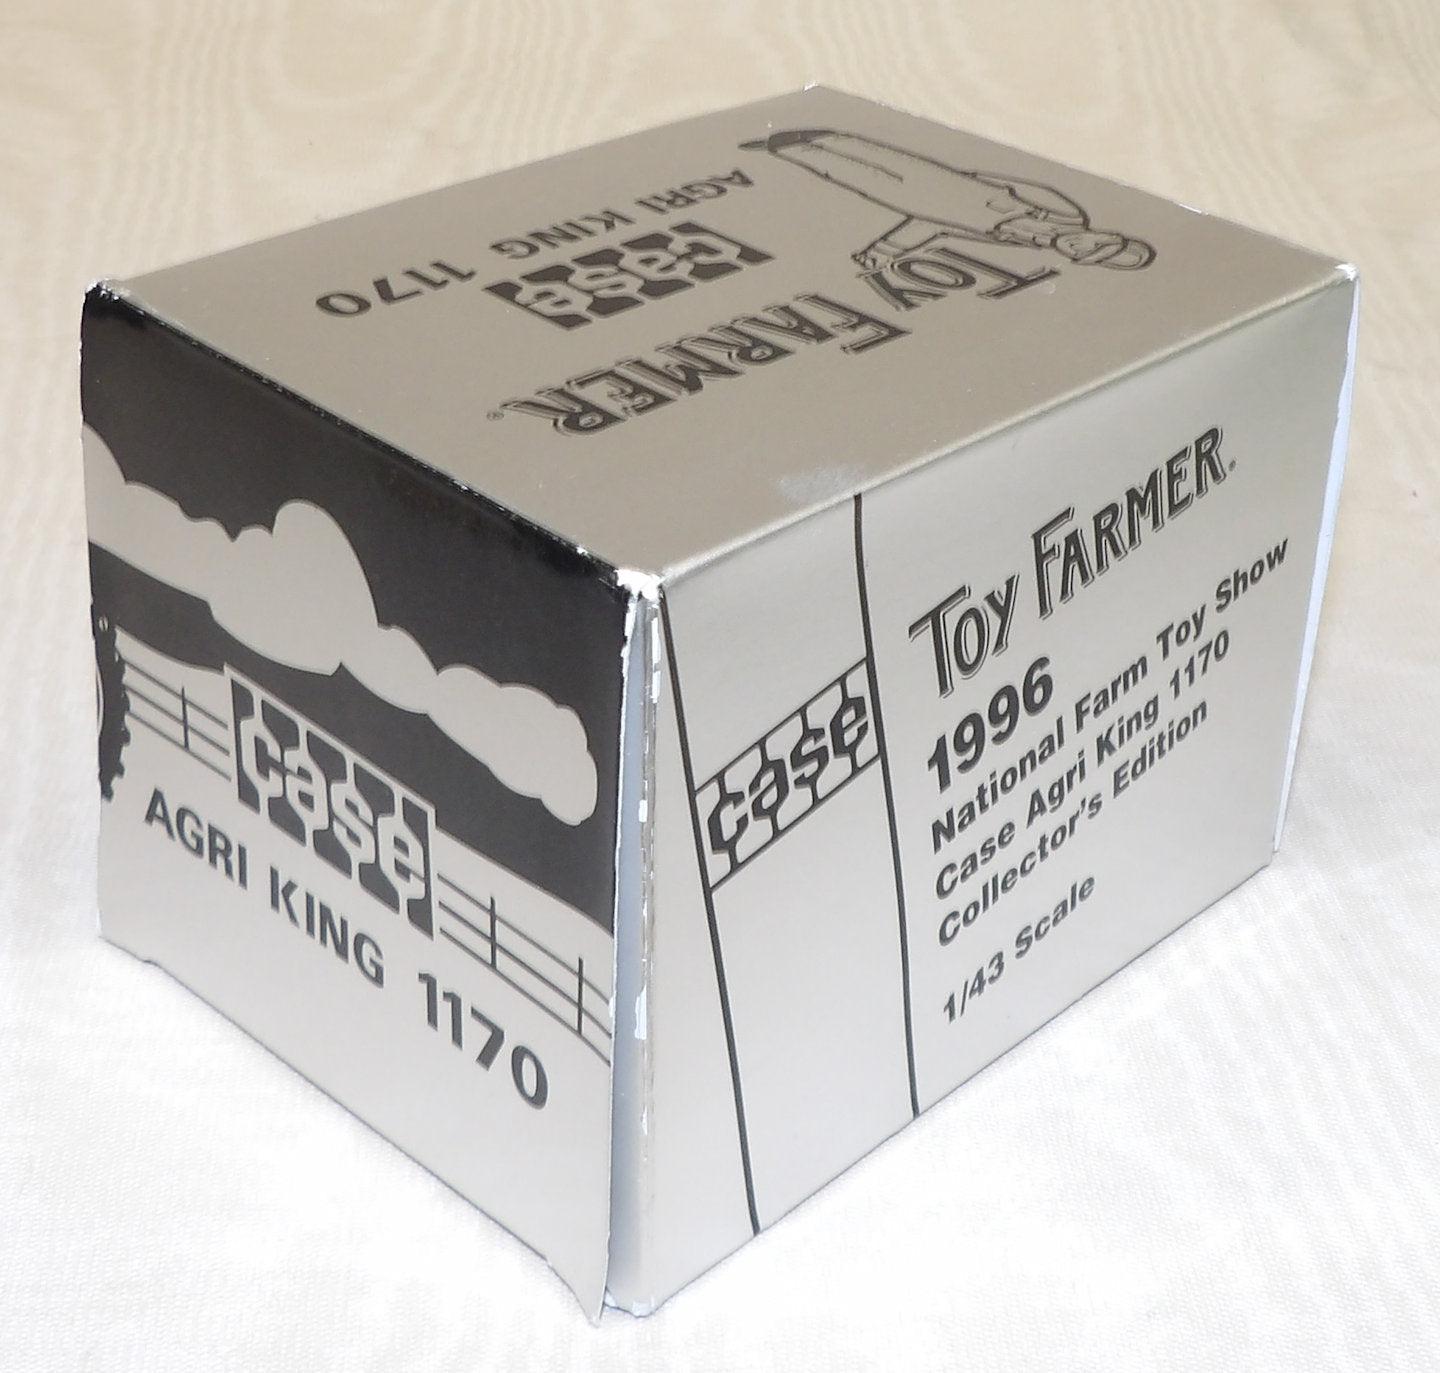 TOY FARMER®
case
AGRI KING 1170
case
AGRI KING 1170
case
TOY FARMER®
1996
National Farm Toy Show
Case Agri King 1170
Collector's Edition
1/43 Scale